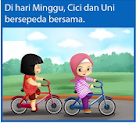 Di hari Minggu, Cici dan Uni
bersepeda bersama.